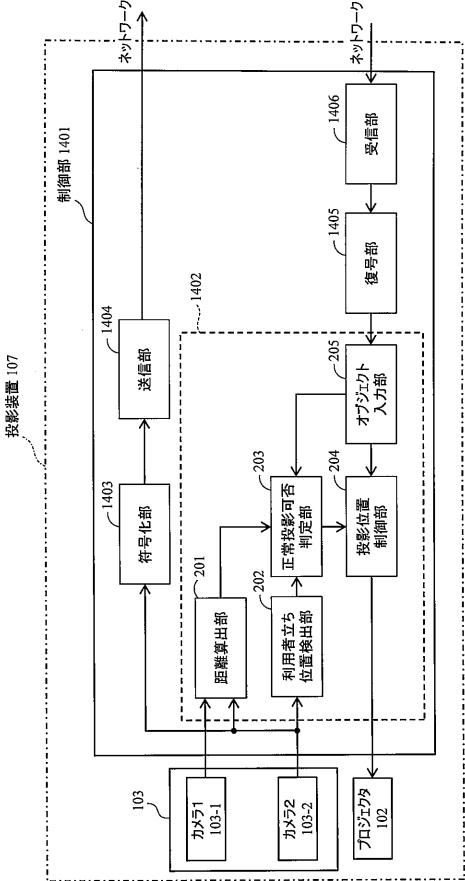 投影装置 107
制御部 1401
ネットワーク
ネットワーク
1403
符号化部
1404
送信部
1402
103
カメラ1
103-1
カメラ2
103-2
プロジェクタ
102
201
距離算出部
202
利用者立ち
位置検出部
203
正常投影可否
判定部
204
投影位置
制御部
205
オブジェクト
入力部
1405
復号部
1406
受信部